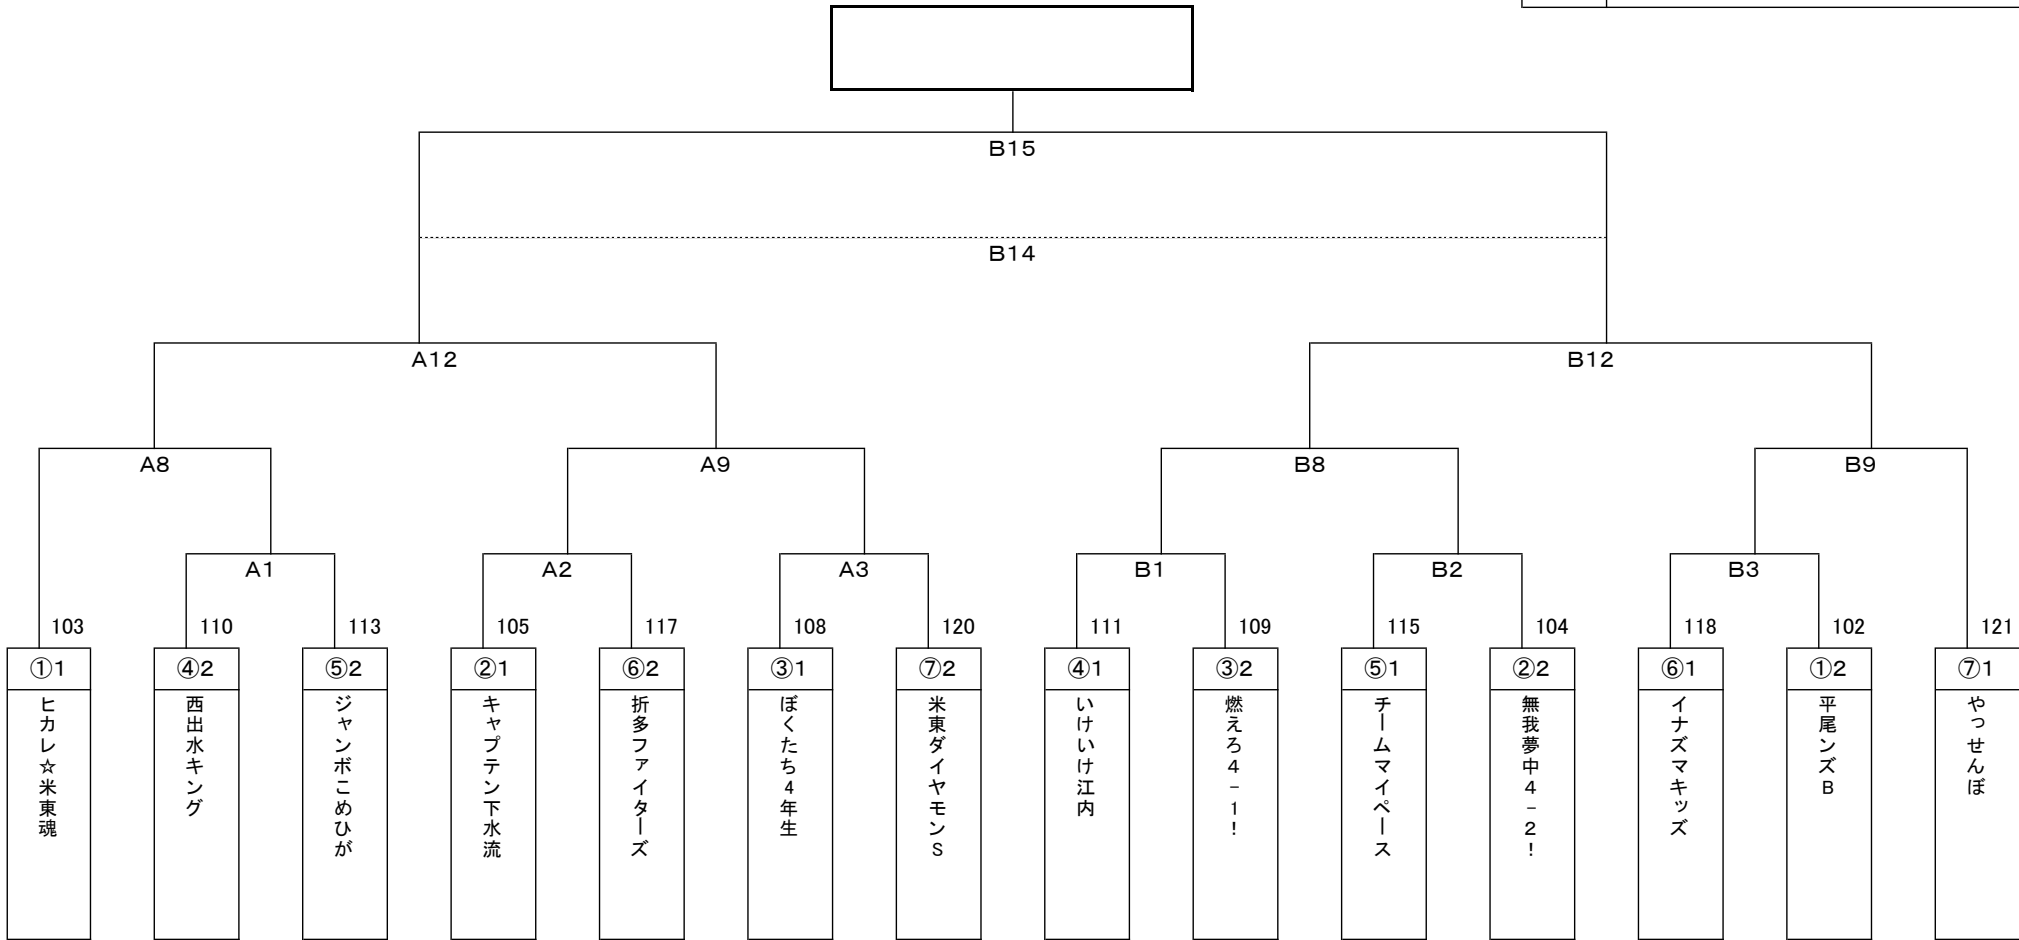 B15
B14
A12
B12
A8
A9
B8
B9
A1
A2
A3
B1
B2
B3
103
110
113
105
117
108
120
111
109
115
104
118
102
121
①1
④2
⑤2
②1
⑥2
③1
⑦2
④1
③2
⑤1
②2
⑥1
①2
⑦1
ヒカレ☆米東魂
西出水キング
ジャンボこめひが
キャプテン下水流
折多ファイターズ
ぼくたち4年生
米東ダイヤモンS
いけいけ江内
燃えろ4-1!
チームマイペース
無我夢中4-2!
イナズマキッズ
平尾ンズB
やっせんぼ